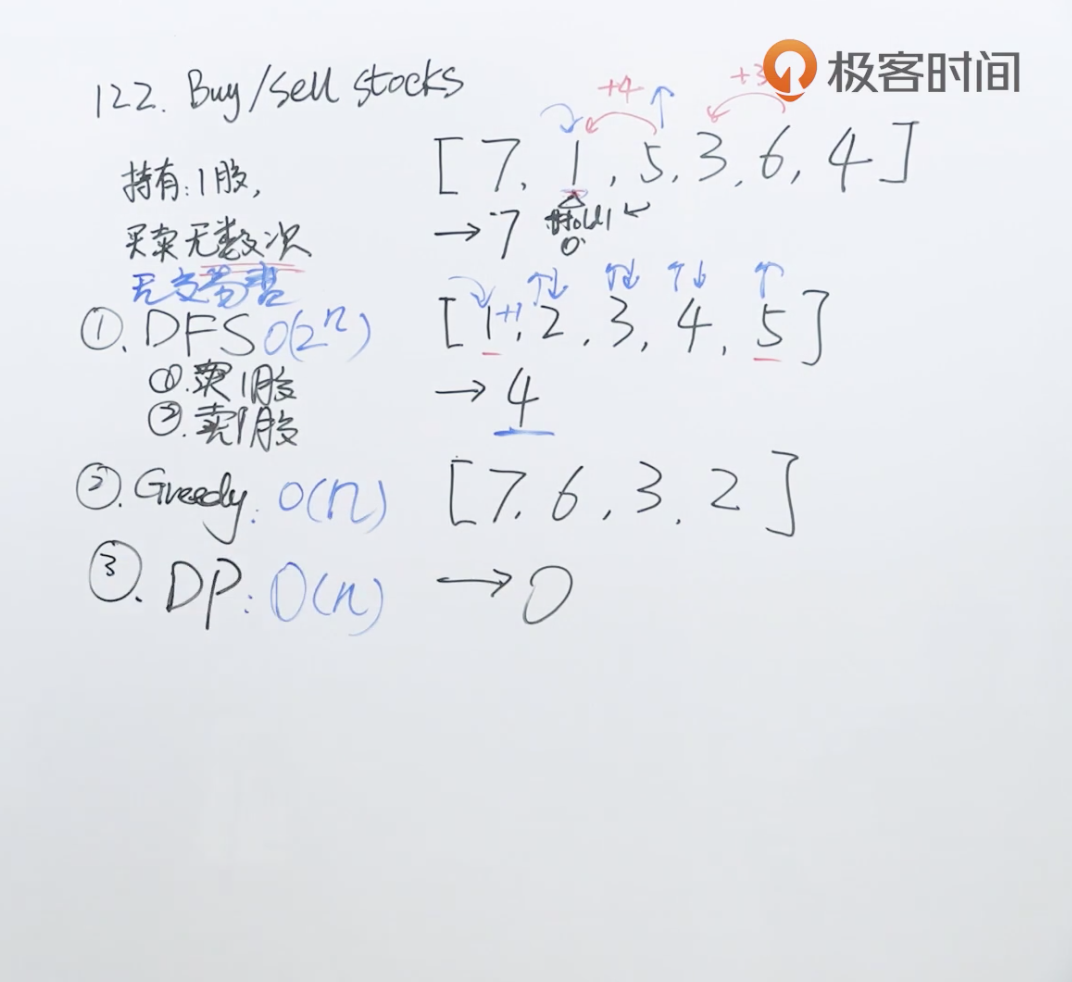 极客时间
122. Buy/Sell stocks
+4 +3
[7, 1, 5, 3, 6, 4]
持有:1股,
→ 7
0
买卖无数次
无交易费
①. DFS O(2^n)
[1, +1 2, 3, 4, 5]
①. 买1股
→ 4
②. 卖1股
②. Greedy: O(n)
[7, 6, 3, 2]
③. DP: O(n)
→ 0